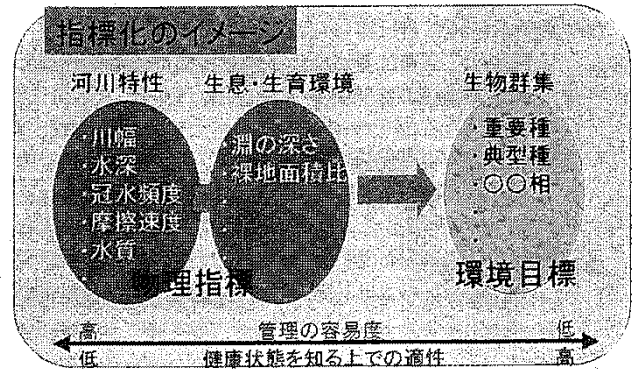 指標化のイメージ
河川特性
生息・生育環境
生物群集
・川幅
・水深
・冠水頻度
・摩擦速度
・水質
・淵の深さ
・裸地面積比
・重要種
・典型種
・〇〇相
物理指標
環境目標
高
管理の容易度
低
低
健康状態を知る上での適性
高